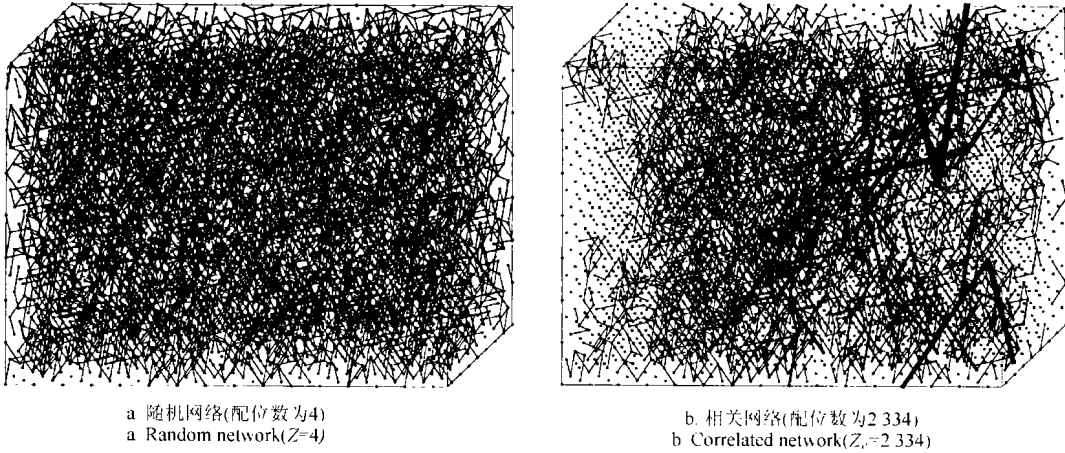 a 随机网络(配位数为4)
a Random network(Z=4)
b. 相关网络(配位数为2 334)
b Correlated network(Zc=2 334)